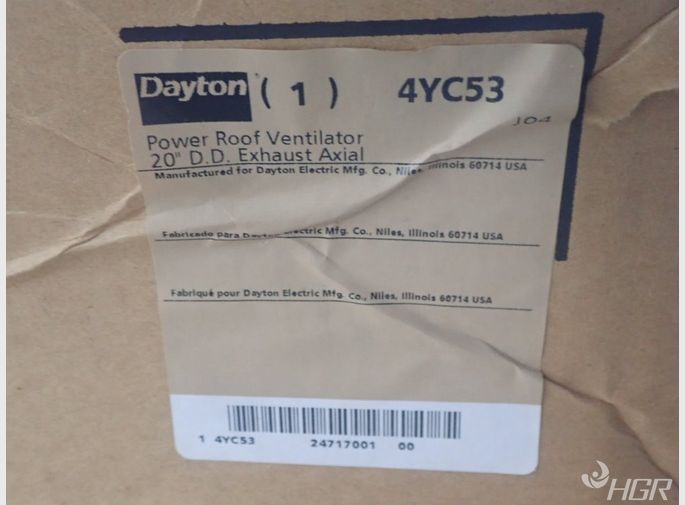 Dayton ( 1 ) 4YC53
J04
Power Roof Ventilator
20" D.D. Exhaust Axial
Manufactured for Dayton Electric Mfg. Co., Niles, Illinois 60714 USA
Fabricado para Dayton Electric Mfg. Co., Niles, Illinois 60714 USA
Fabriqué pour Dayton Electric Mfg. Co., Niles, Illinois 60714 USA
1 4YC53 24717001 00
HGR